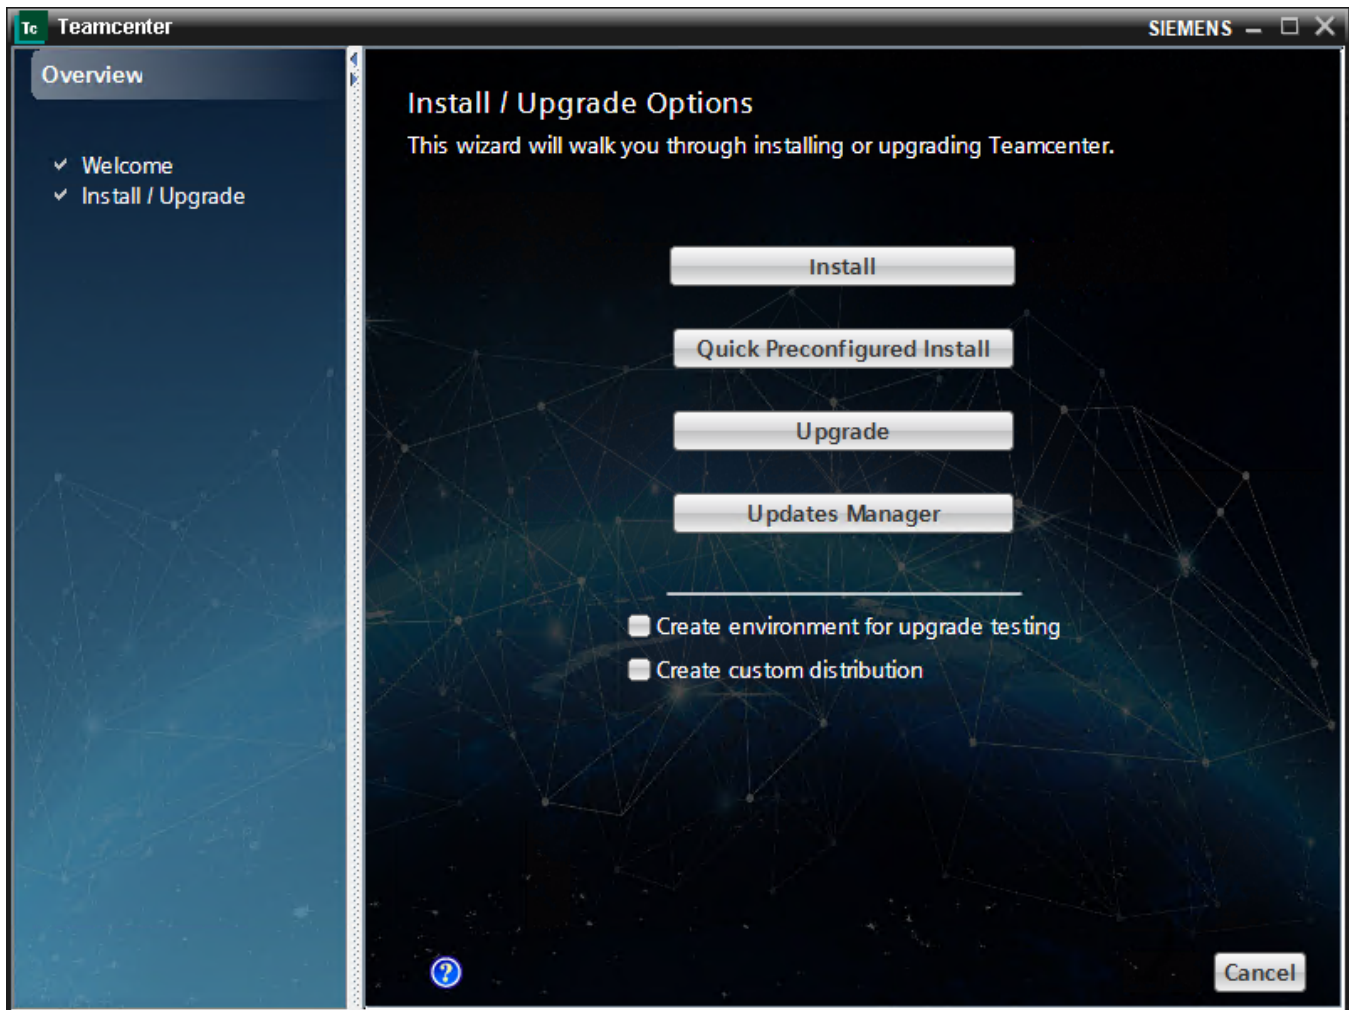 Tc Teamcenter
SIEMENS
Overview
Welcome
Install / Upgrade
Install / Upgrade Options
This wizard will walk you through installing or upgrading Teamcenter.
Install
Quick Preconfigured Install
Upgrade
Updates Manager
Create environment for upgrade testing
Create custom distribution
?
Cancel